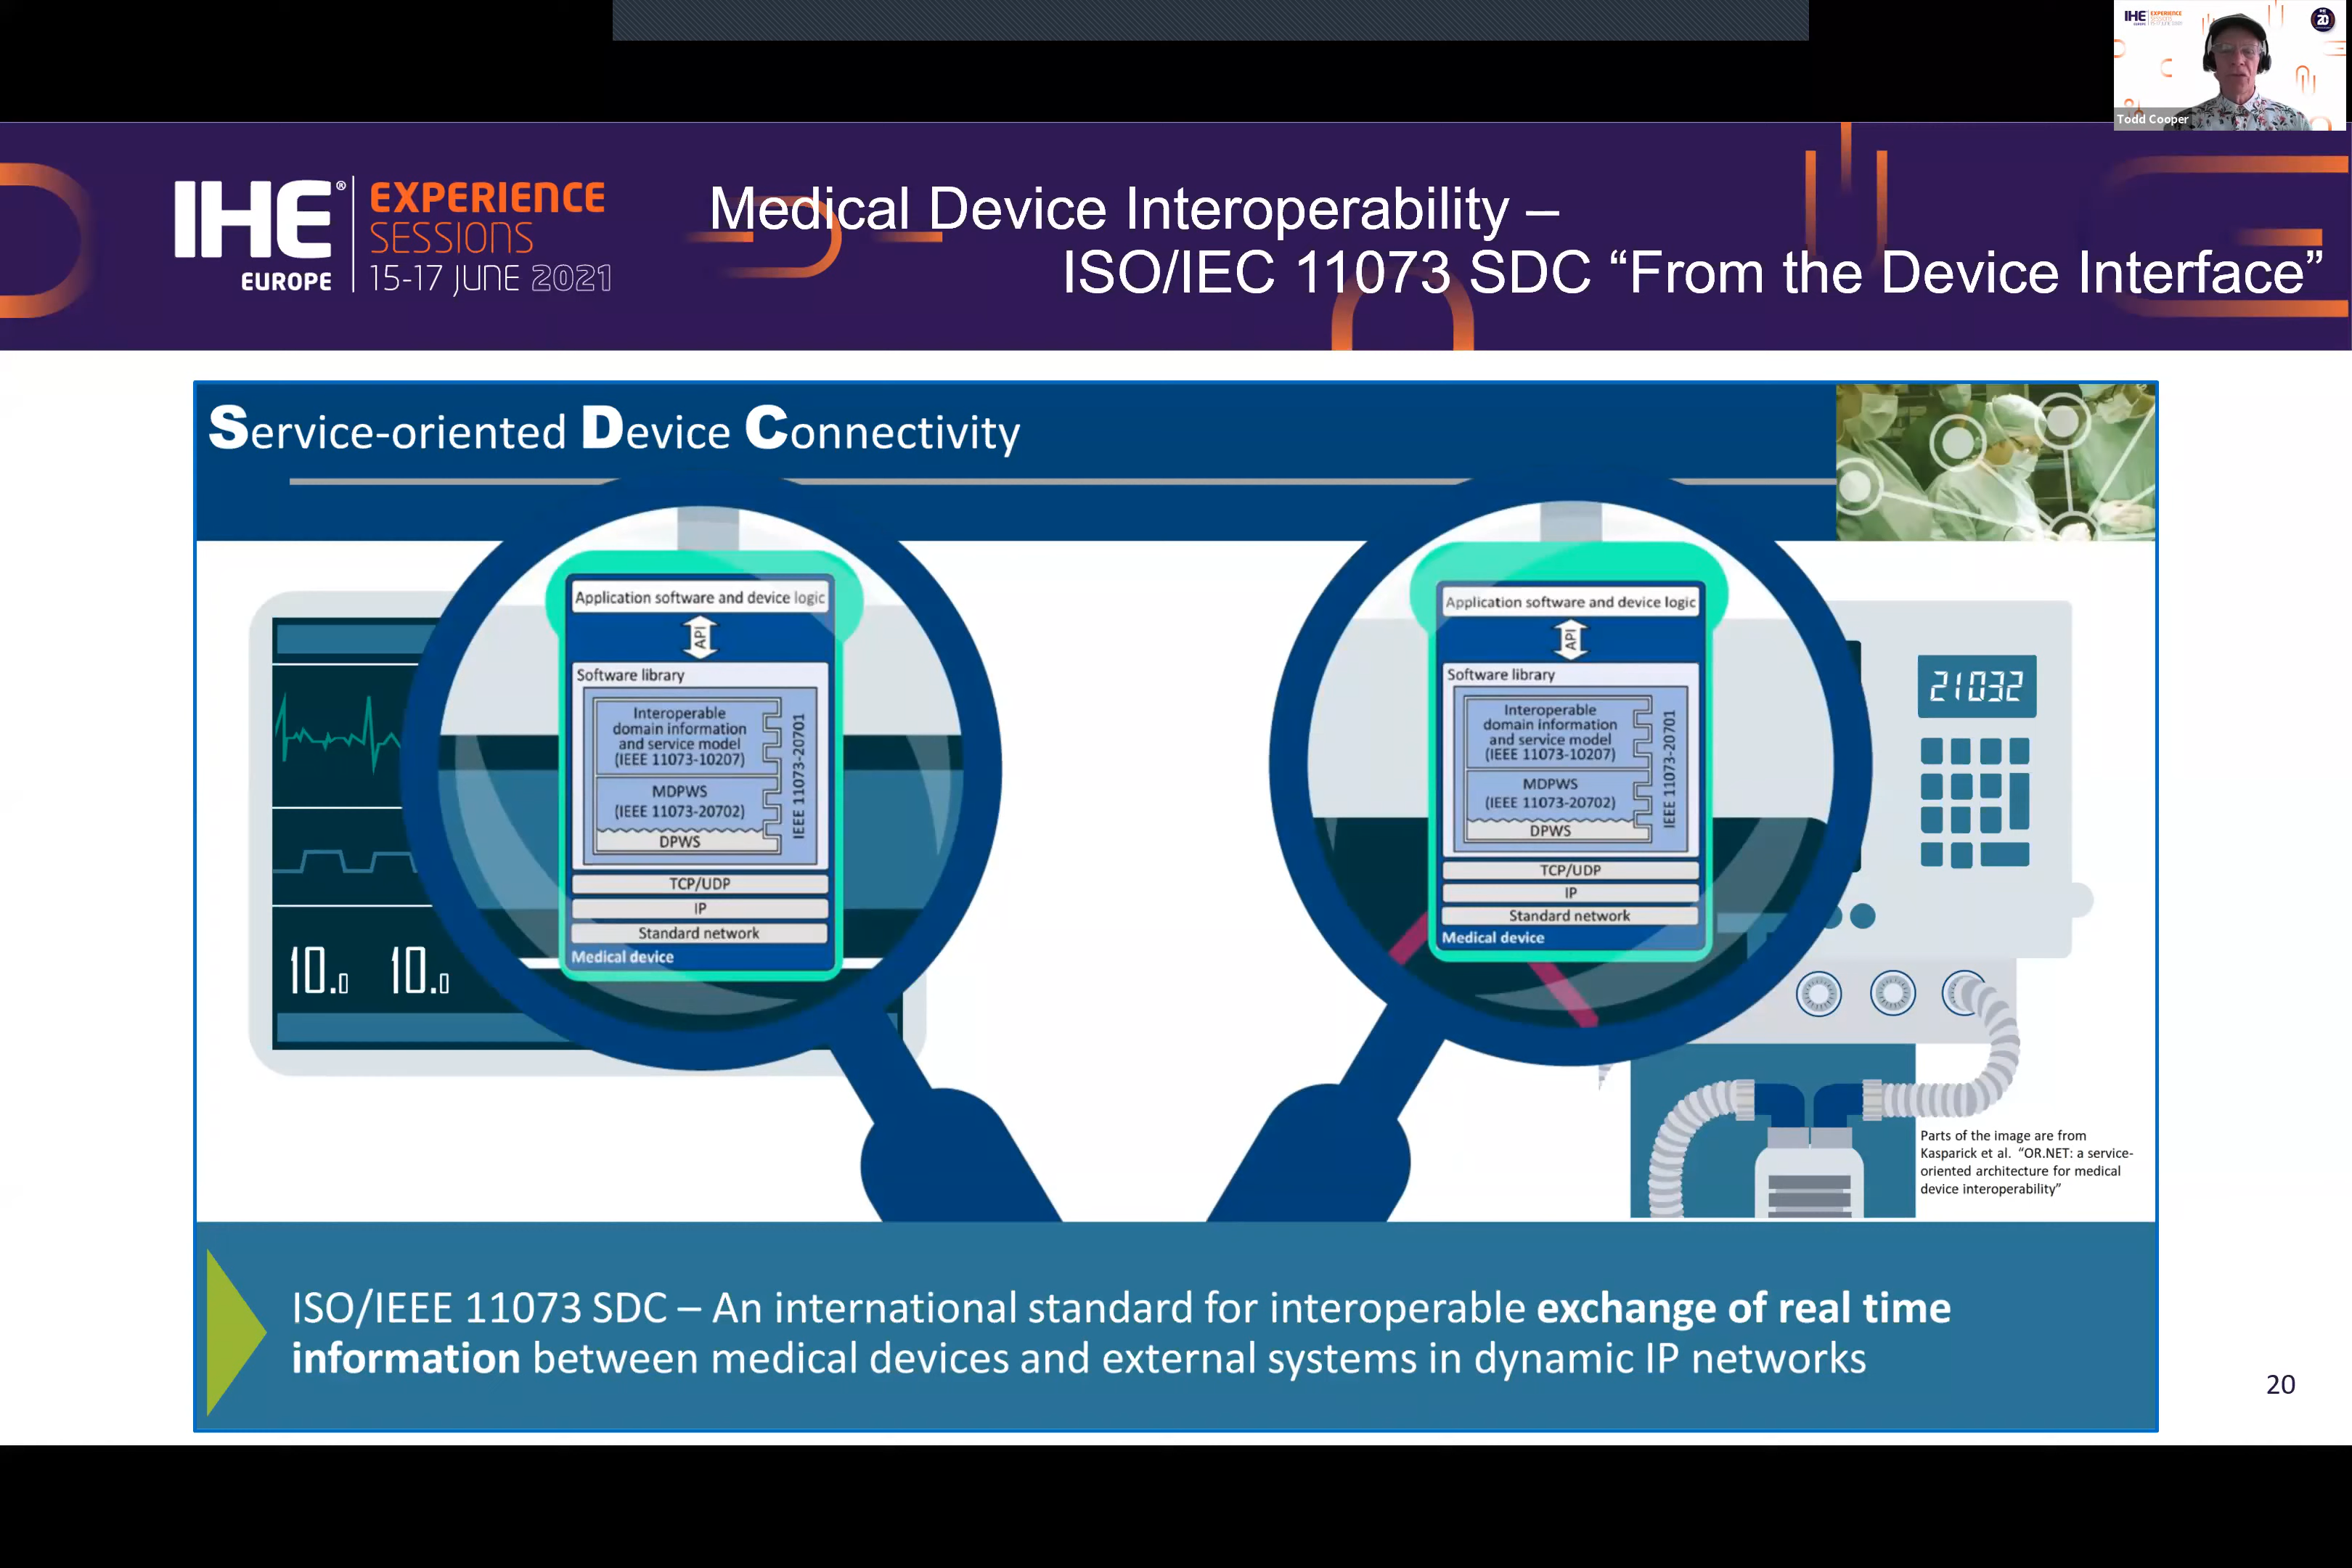 IHE EXPERIENCE
Todd Cooper
IHE®
EUROPE
EXPERIENCE
SESSIONS
15-17 JUNE 2021
Medical Device Interoperability –
ISO/IEC 11073 SDC “From the Device Interface”
Service-oriented Device Connectivity
Application software and device logic
API
Software library
Interoperable
domain information
and service model
(IEEE 11073-10207)
MDPWS
(IEEE 11073-20702)
DPWS
IEEE 11073-20701
TCP/UDP
IP
Standard network
Medical device
Application software and device logic
API
Software library
Interoperable
domain information
and service model
(IEEE 11073-10207)
MDPWS
(IEEE 11073-20702)
DPWS
IEEE 11073-20701
TCP/UDP
IP
Standard network
Medical device
10.0 10.0
21032
Parts of the image are from
Kasparick et al. “OR.NET: a service-
oriented architecture for medical
device interoperability”
ISO/IEEE 11073 SDC – An international standard for interoperable exchange of real time
information between medical devices and external systems in dynamic IP networks
20